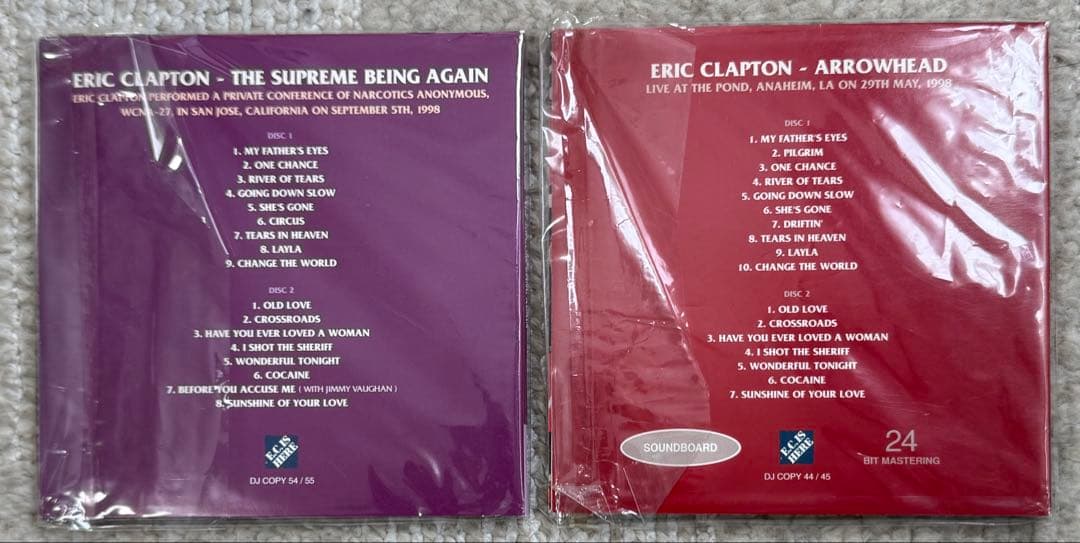 ERIC CLAPTON - THE SUPREME BEING AGAIN
ERIC CLAPTON PERFORMED A PRIVATE CONFERENCE OF NARCOTICS ANONYMOUS,
WCNA-27, IN SAN JOSE, CALIFORNIA ON SEPTEMBER 5TH, 1998
DISC 1
1. MY FATHER'S EYES
2. ONE CHANCE
3. RIVER OF TEARS
4. GOING DOWN SLOW
5. SHE'S GONE
6. CIRCUS
7. TEARS IN HEAVEN
8. LAYLA
9. CHANGE THE WORLD
DISC 2
1. OLD LOVE
2. CROSSROADS
3. HAVE YOU EVER LOVED A WOMAN
4. I SHOT THE SHERIFF
5. WONDERFUL TONIGHT
6. COCAINE
7. BEFORE YOU ACCUSE ME ( WITH JIMMY VAUGHAN )
8. SUNSHINE OF YOUR LOVE
E.C. IS
HERE
DJ COPY 54 / 55
ERIC CLAPTON - ARROWHEAD
LIVE AT THE POND, ANAHEIM, LA ON 29TH MAY, 1998
DISC 1
1. MY FATHER'S EYES
2. PILGRIM
3. ONE CHANCE
4. RIVER OF TEARS
5. GOING DOWN SLOW
6. SHE'S GONE
7. DRIFTIN'
8. TEARS IN HEAVEN
9. LAYLA
10. CHANGE THE WORLD
DISC 2
1. OLD LOVE
2. CROSSROADS
3. HAVE YOU EVER LOVED A WOMAN
4. I SHOT THE SHERIFF
5. WONDERFUL TONIGHT
6. COCAINE
7. SUNSHINE OF YOUR LOVE
SOUNDBOARD
E.C. IS
HERE
24
BIT MASTERING
DJ COPY 44 / 45